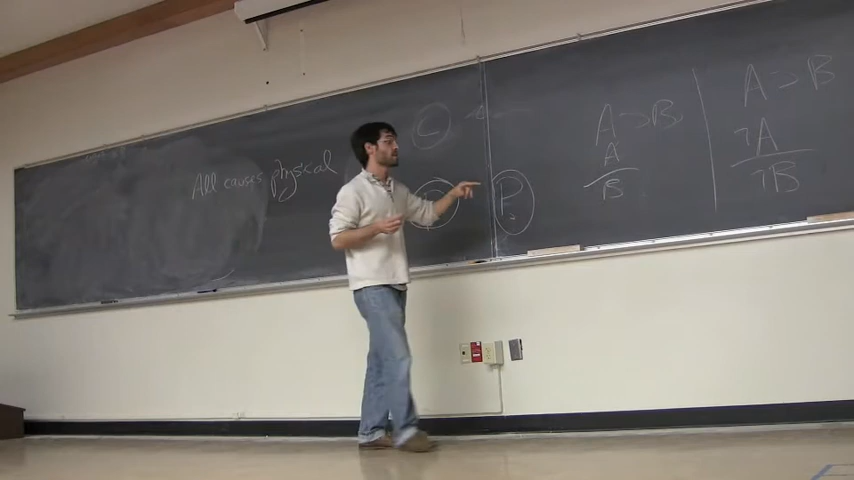 All causes physical
C
P
A ⊃ B
A
B
A ⊃ B
¬A
¬B